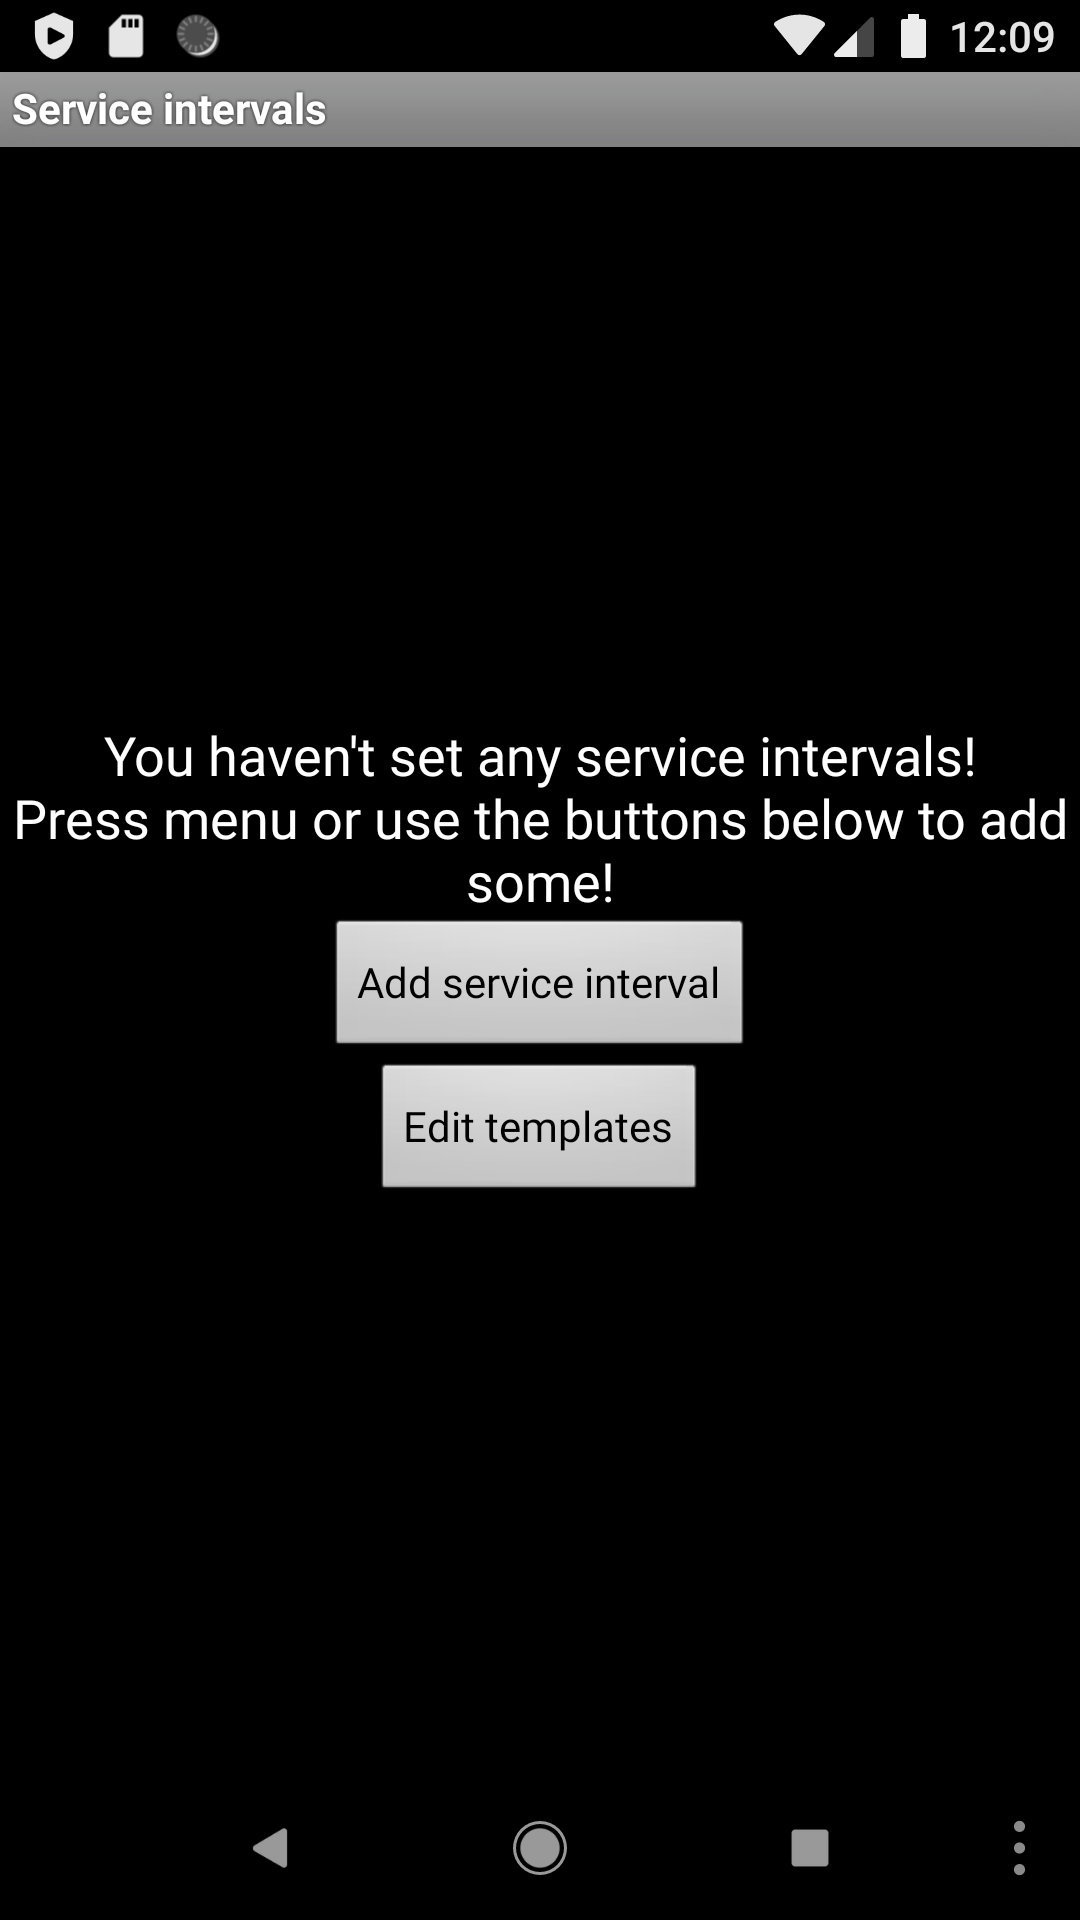 12:09
Service intervals
You haven't set any service intervals!
Press menu or use the buttons below to add
some!
Add service interval
Edit templates